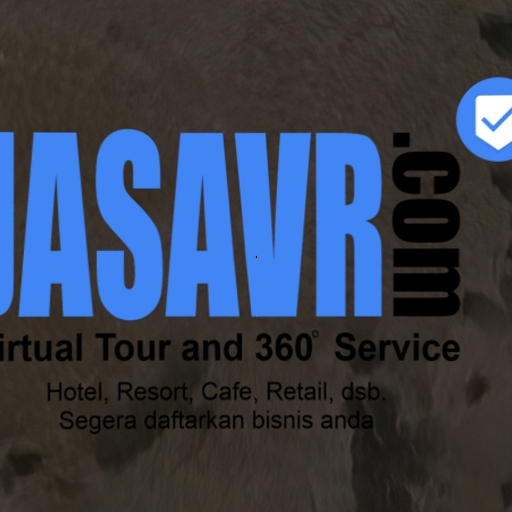 JASAVR
.com
irtual Tour and 360° Service
Hotel, Resort, Cafe, Retail, dsb.
Segera daftarkan bisnis anda